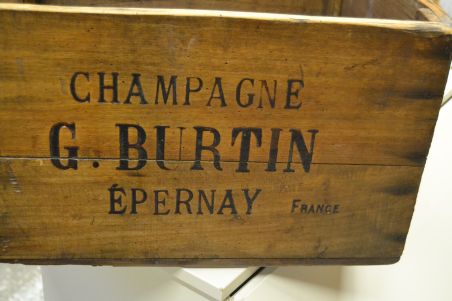 CHAMPAGNE
G. BURTIN
ÉPERNAY FRANCE